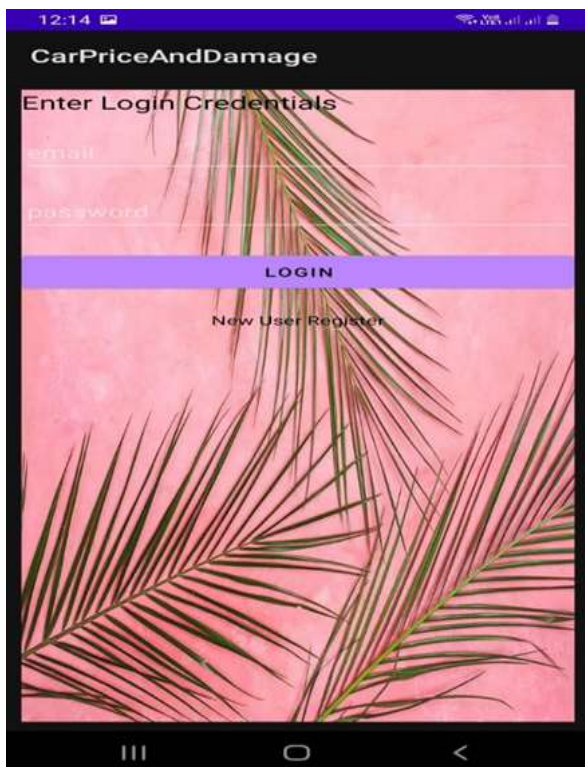 12:14
CarPriceAndDamage
Enter Login Credentials
email
password
LOGIN
New User Register